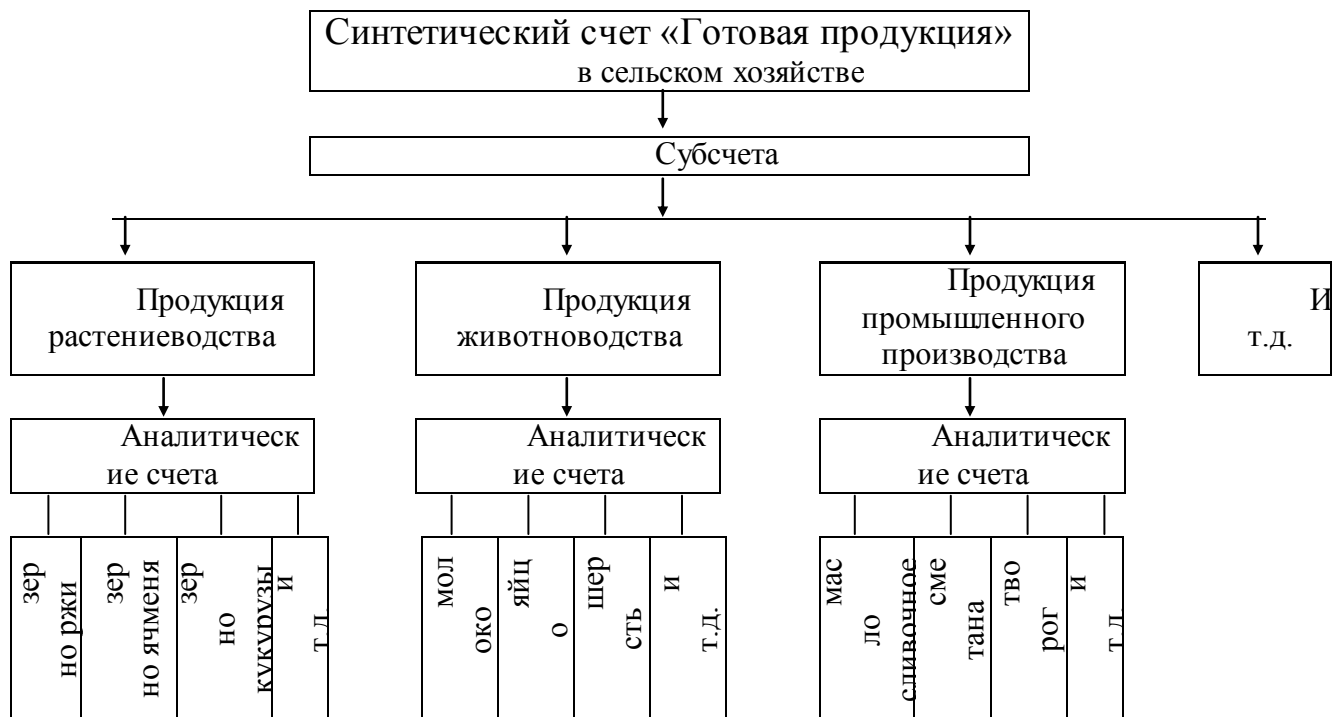 Синтетический счет «Готовая продукция»
в сельском хозяйстве
Субсчета
Продукция
растениеводства
Продукция
животноводства
Продукция
промышленного
производства
И
т.д.
Аналитическ
ие счета
Аналитическ
ие счета
Аналитическ
ие счета
зер
но ржи
зер
но ячменя
зер
но
кукурузы
и
т.д.
мол
око
яйц
о
шер
сть
и
т.д.
мас
ло
сливочное
сме
тана
тво
рог
и
т.д.